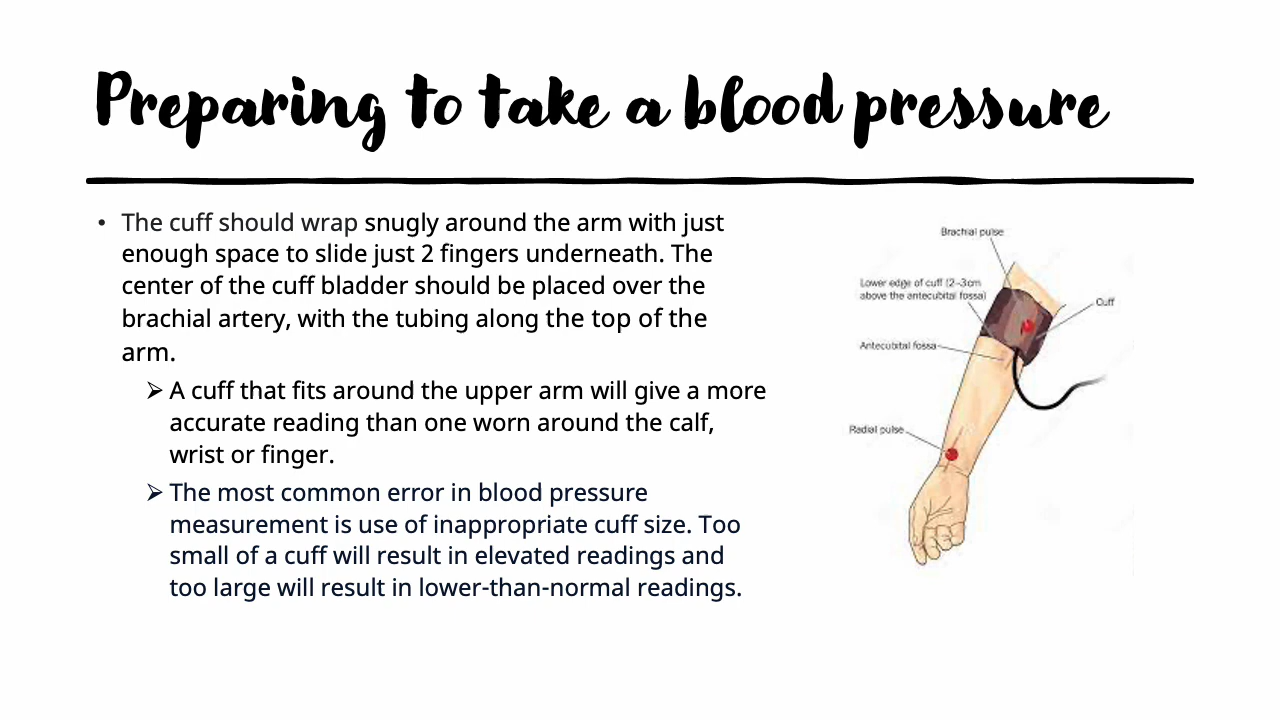 Preparing to take a blood pressure
• The cuff should wrap snugly around the arm with just
enough space to slide just 2 fingers underneath. The
center of the cuff bladder should be placed over the
brachial artery, with the tubing along the top of the
arm.
➢ A cuff that fits around the upper arm will give a more
accurate reading than one worn around the calf,
wrist or finger.
➢ The most common error in blood pressure
measurement is use of inappropriate cuff size. Too
small of a cuff will result in elevated readings and
too large will result in lower-than-normal readings.
Brachial pulse
Lower edge of cuff (2–3cm
above the antecubital fossa)
Cuff
Antecubital fossa
Radial pulse